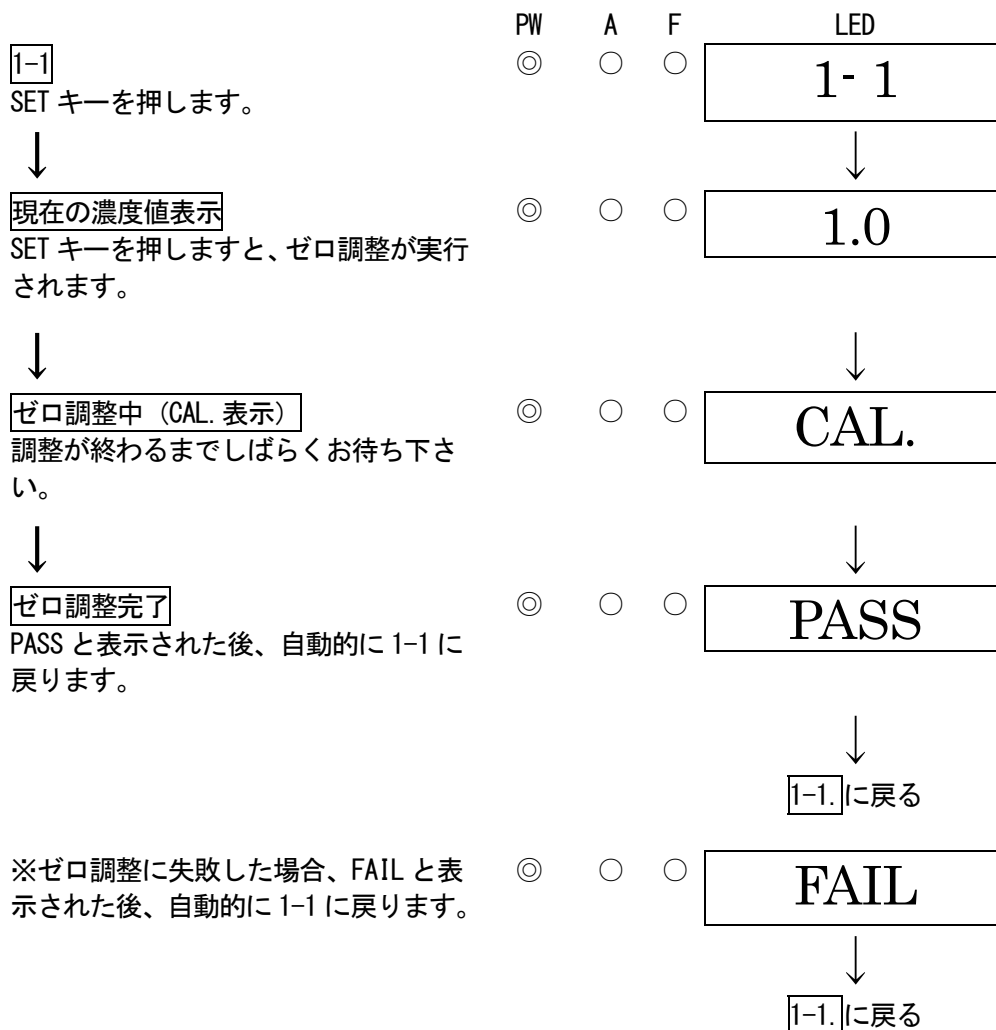 PW A F LED
1-1 ◎ ○ ○ 1- 1
SET キーを押します。
↓ ↓
現在の濃度値表示 ◎ ○ ○ 1.0
SET キーを押しますと、ゼロ調整が実行
されます。
↓ ↓
ゼロ調整中（CAL.表示） ◎ ○ ○ CAL.
調整が終わるまでしばらくお待ち下さ
い。
↓ ↓
ゼロ調整完了 ◎ ○ ○ PASS
PASS と表示された後、自動的に 1-1 に
戻ります。
↓
1-1.に戻る
※ゼロ調整に失敗した場合、FAIL と表 ◎ ○ ○ FAIL
示された後、自動的に 1-1 に戻ります。
↓
1-1.に戻る